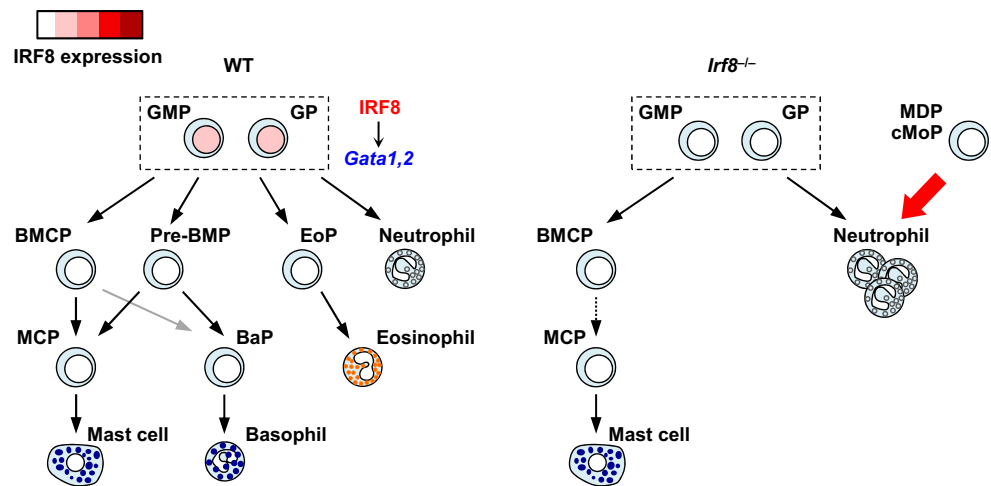 IRF8 expression
WT
GMP
GP
IRF8
Gata1,2
BMCP
Pre-BMP
EoP
Neutrophil
MCP
BaP
Eosinophil
Mast cell
Basophil
Irf8–/–
GMP
GP
MDP
cMoP
BMCP
Neutrophil
MCP
Mast cell